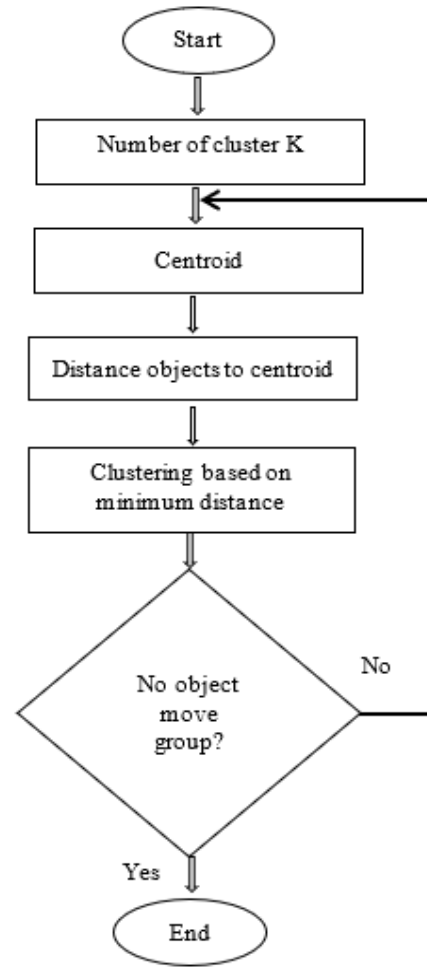 Start
Number of cluster K
Centroid
Distance objects to centroid
Clustering based on
minimum distance
No object
move
group?
No
Yes
End